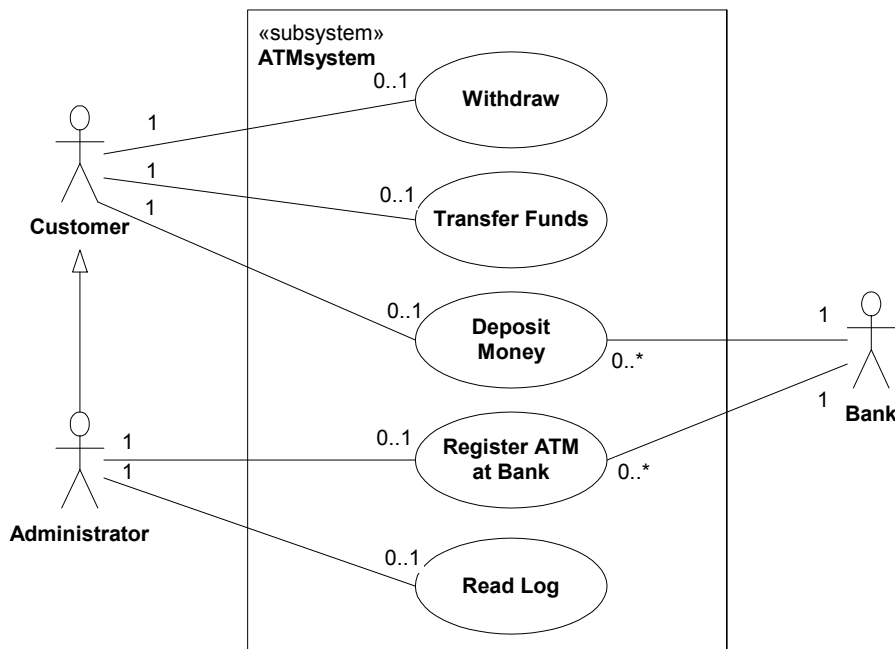 «subsystem»
ATMsystem
0..1
Withdraw
1
1
0..1
Transfer Funds
1
Customer
0..1
Deposit
Money
1
0..*
1
Bank
1
0..1
Register ATM
at Bank
0..*
1
Administrator
0..1
Read Log